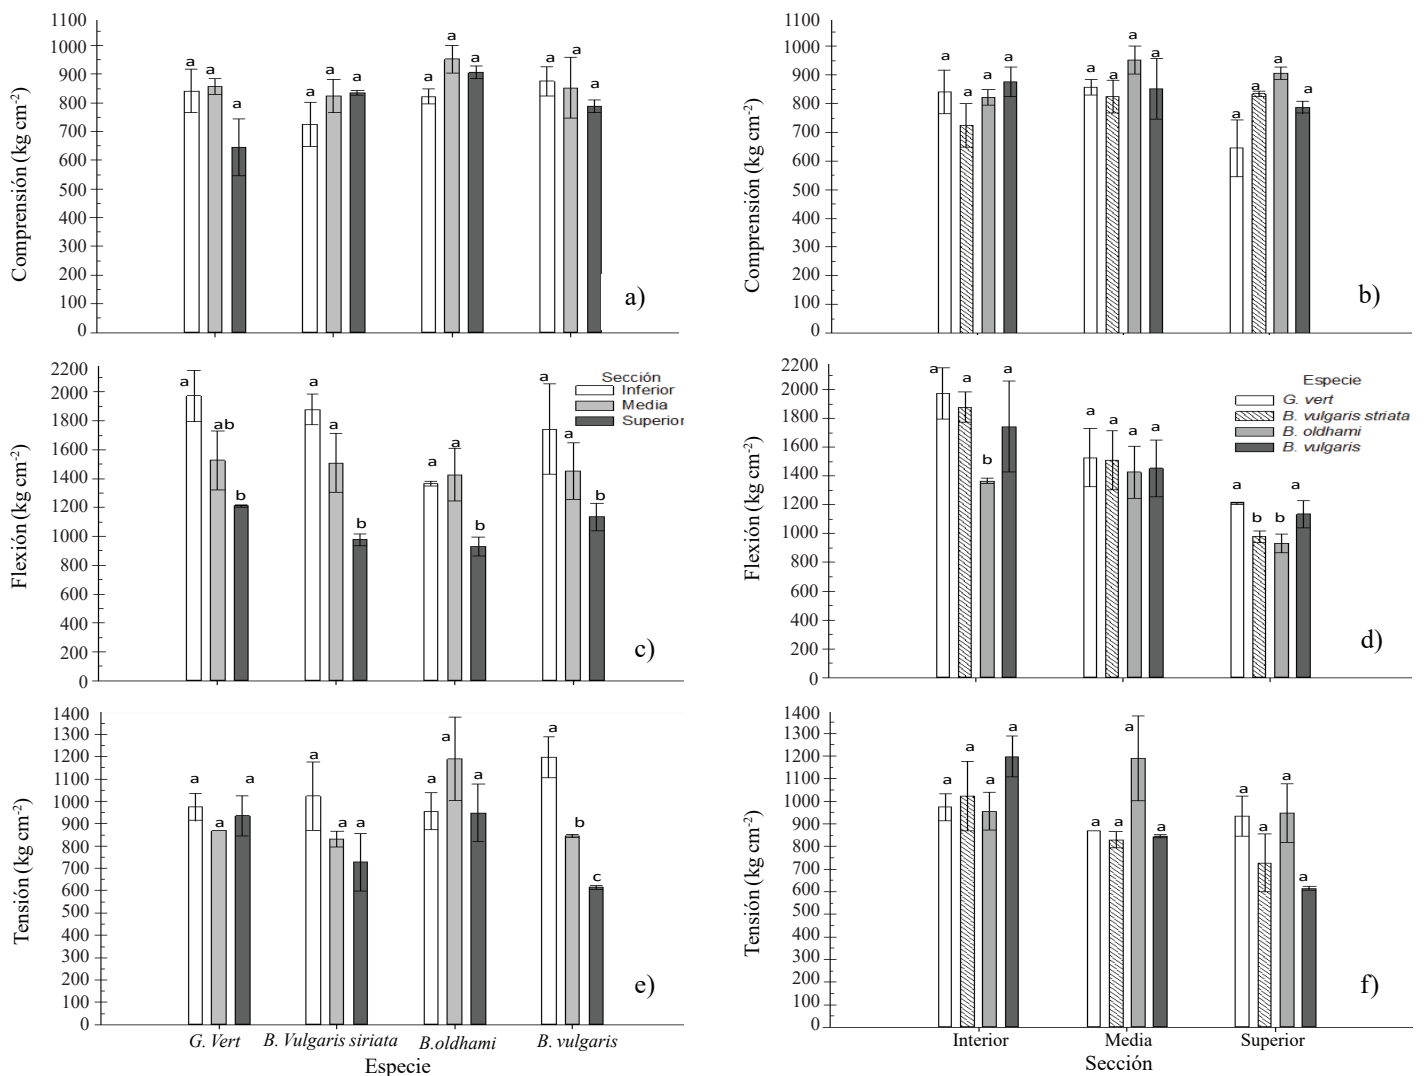 1100
1000
900
800
700
600
500
400
300
200
100
0
Comprensión (kg cm-2)
a a a
a a a
a a a
a a a
a)
1100
1000
900
800
700
600
500
400
300
200
100
0
Comprensión (kg cm-2)
a a a a
a a a a
a a a a
b)
2200
2000
1800
1600
1400
1200
1000
800
600
400
200
0
Flexión (kg cm-2)
a ab b
a a b
a a b
a a b
Sección
Inferior
Media
Superior
c)
2200
2000
1800
1600
1400
1200
1000
800
600
400
200
0
Flexión (kg cm-2)
a a b a
a a a a
a b b a
Especie
G. vert
B. vulgaris striata
B. oldhami
B. vulgaris
d)
1400
1300
1200
1100
1000
900
800
700
600
500
400
300
200
100
0
Tensión (kg cm-2)
a a a
a a a
a a a
a b c
e)
G. Vert B. Vulgaris siriata B.oldhami B. vulgaris
Especie
1400
1300
1200
1100
1000
900
800
700
600
500
400
300
200
100
0
Tensión (kg cm-2)
a a a a
a a a a
a a a a
f)
Interior Media Superior
Sección